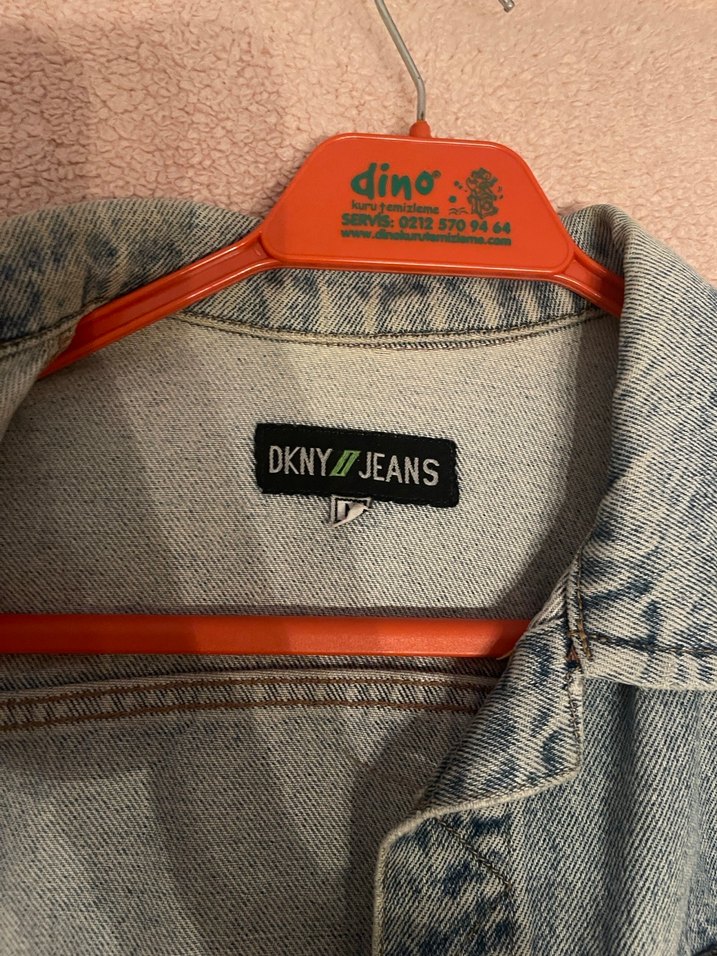 dino
kuru temizleme
SERVİS: 0212 570 94 64
www.dinokurutemizleme.com
DKNY JEANS